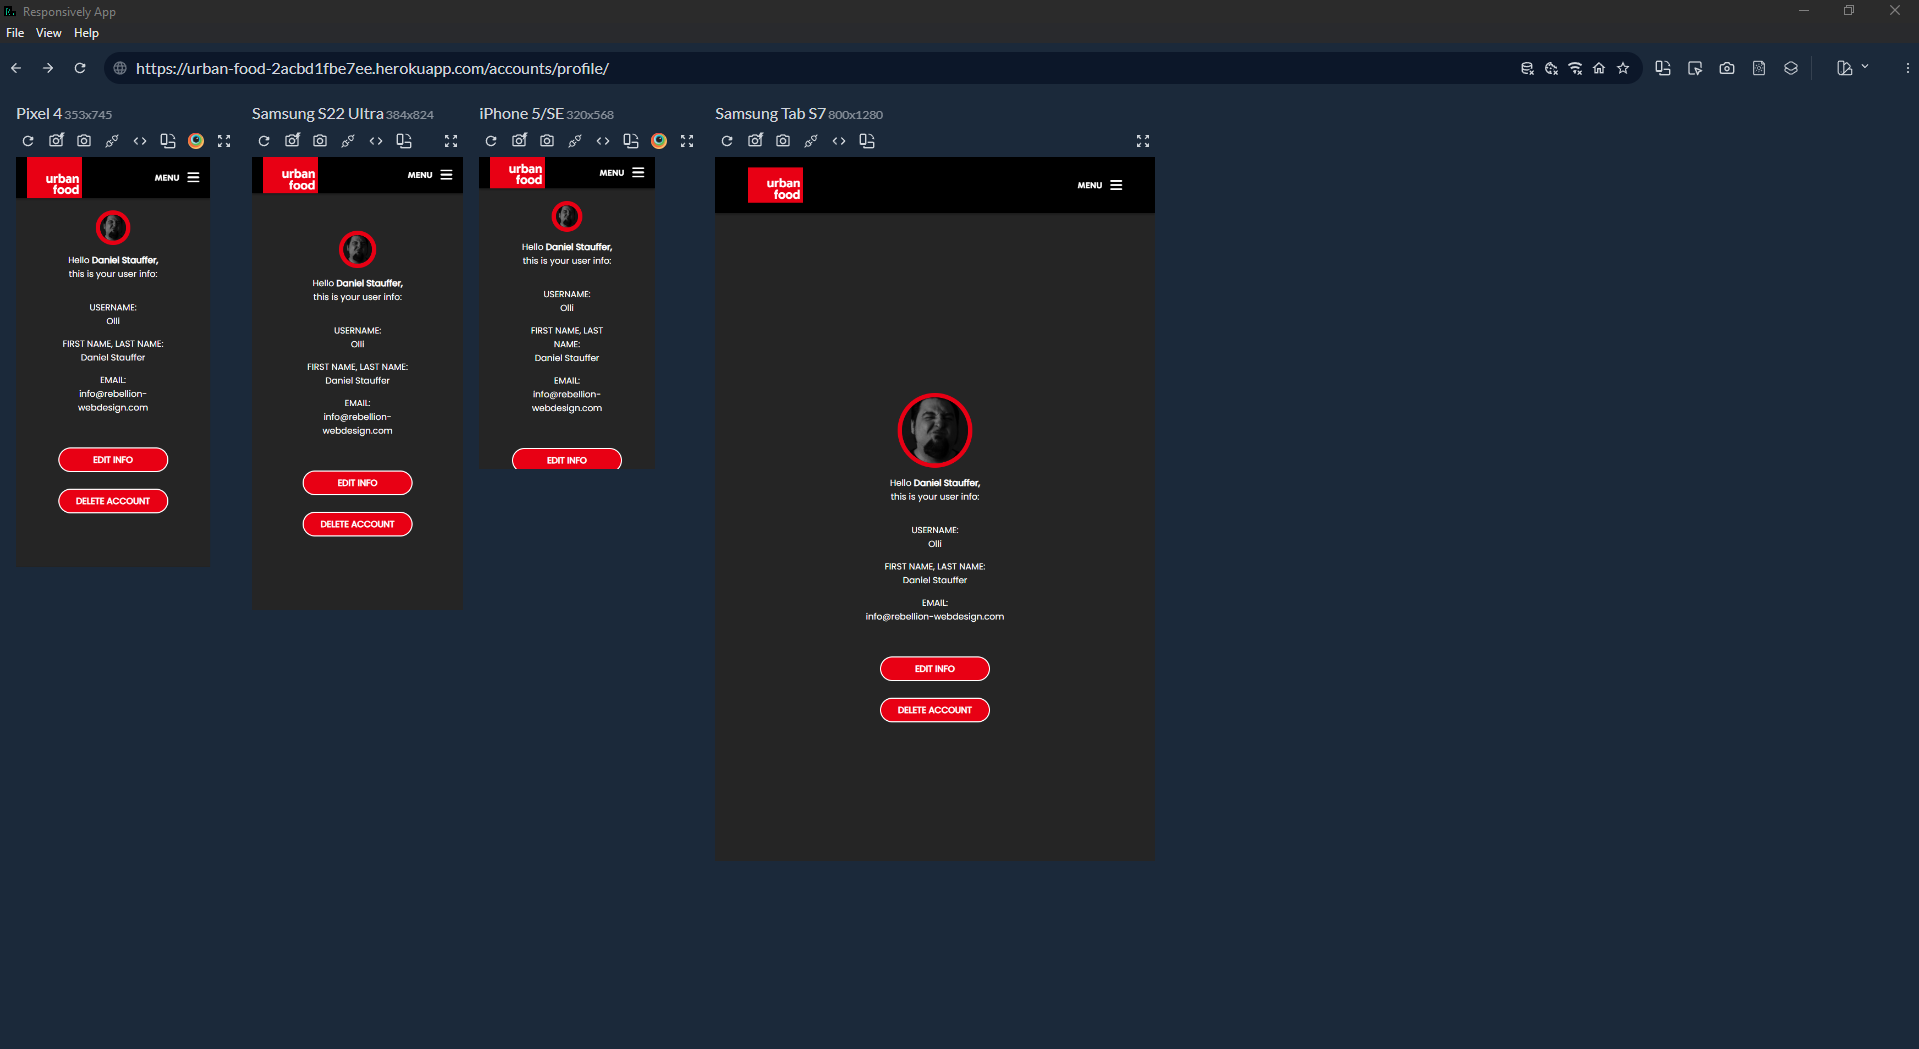 Responsively App
File View Help
https://urban-food-2acbd1fbe7ee.herokuapp.com/accounts/profile/
Pixel 4 353x745
urban
food
MENU
Hello Daniel Stauffer,
this is your user info:
USERNAME:
Olli
FIRST NAME, LAST NAME:
Daniel Stauffer
EMAIL:
info@rebellion-
webdesign.com
EDIT INFO
DELETE ACCOUNT
Samsung S22 Ultra 384x824
urban
food
MENU
Hello Daniel Stauffer,
this is your user info:
USERNAME:
Olli
FIRST NAME, LAST NAME:
Daniel Stauffer
EMAIL:
info@rebellion-
webdesign.com
EDIT INFO
DELETE ACCOUNT
iPhone 5/SE 320x568
urban
food
MENU
Hello Daniel Stauffer,
this is your user info:
USERNAME:
Olli
FIRST NAME, LAST
NAME:
Daniel Stauffer
EMAIL:
info@rebellion-
webdesign.com
EDIT INFO
Samsung Tab S7 800x1280
urban
food
MENU
Hello Daniel Stauffer,
this is your user info:
USERNAME:
Olli
FIRST NAME, LAST NAME:
Daniel Stauffer
EMAIL:
info@rebellion-webdesign.com
EDIT INFO
DELETE ACCOUNT